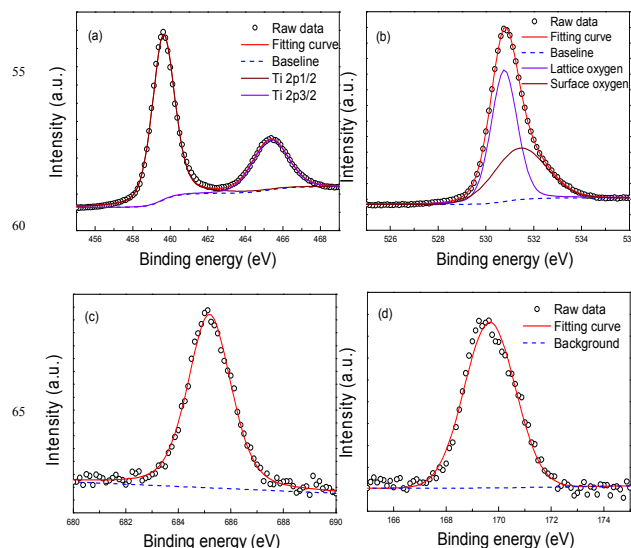 55
60
65
(a)
Raw data
Fitting curve
Baseline
Ti 2p1/2
Ti 2p3/2
Intensity (a.u.)
456 458 460 462 464 466 468
Binding energy (eV)
(b)
Raw data
Fitting curve
Baseline
Lattice oxygen
Surface oxygen
Intensity (a.u.)
526 528 530 532 534
Binding energy (eV)
(c)
Intensity (a.u.)
680 682 684 686 688 690
Binding energy (eV)
(d)
Raw data
Fitting curve
Background
Intensity (a.u.)
166 168 170 172 174
Binding energy (eV)